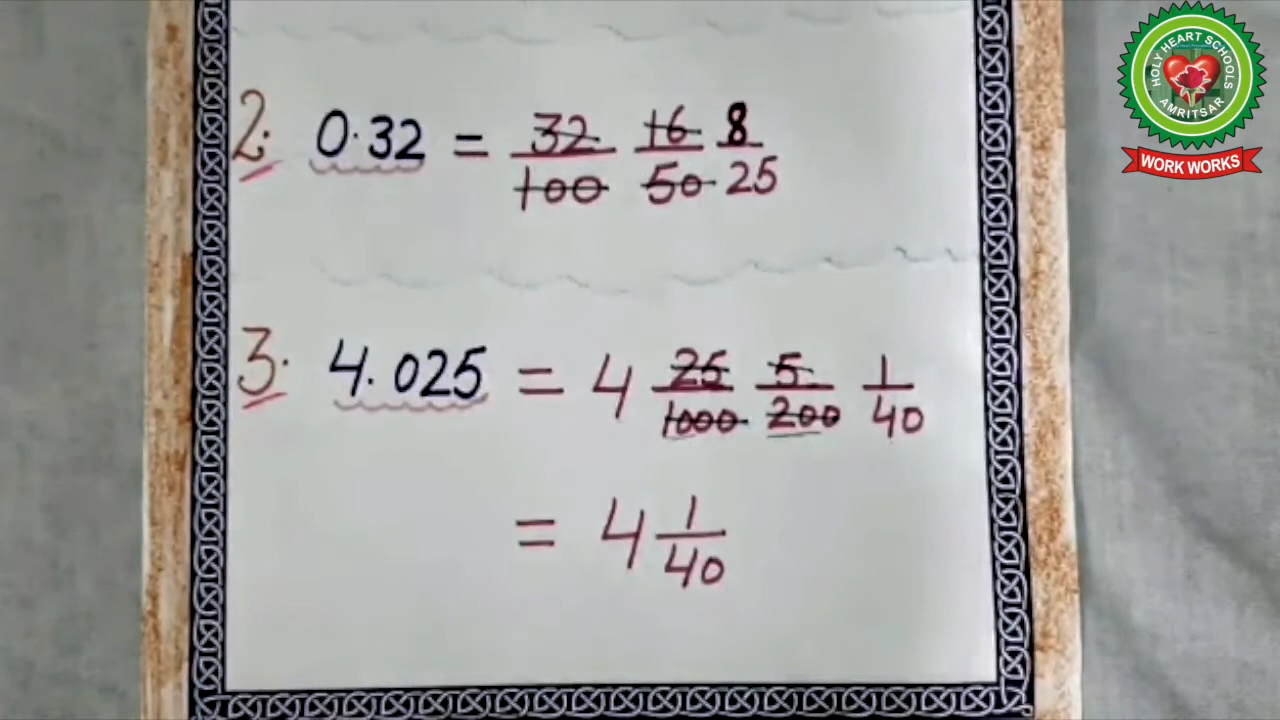 HOLY HEART SCHOOLS
AMRITSAR
WORK WORKS
2. 0.32 = 32/100 16/50 8/25
3. 4.025 = 4 25/1000 5/200 1/40
= 4 1/40